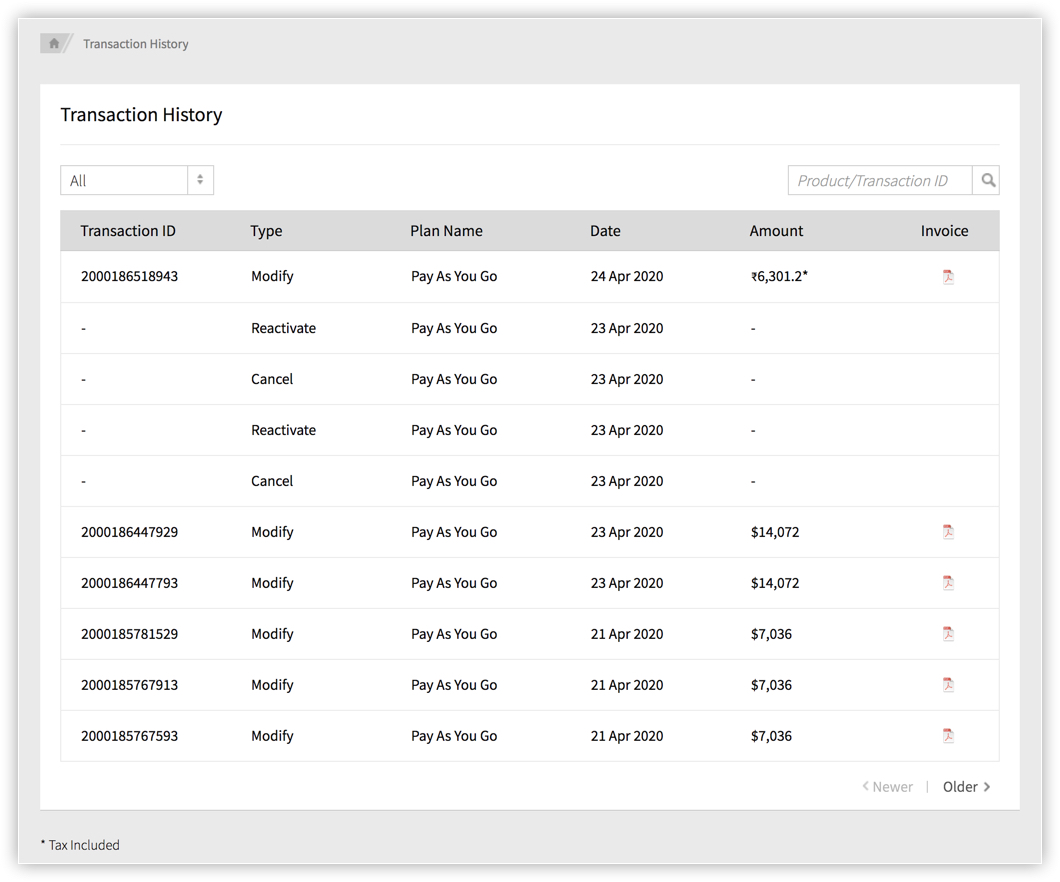 Transaction History
Transaction History
All
Product/Transaction ID
Transaction ID Type Plan Name Date Amount Invoice
2000186518943 Modify Pay As You Go 24 Apr 2020 ₹6,301.2*
- Reactivate Pay As You Go 23 Apr 2020 -
- Cancel Pay As You Go 23 Apr 2020 -
- Reactivate Pay As You Go 23 Apr 2020 -
- Cancel Pay As You Go 23 Apr 2020 -
2000186447929 Modify Pay As You Go 23 Apr 2020 $14,072
2000186447793 Modify Pay As You Go 23 Apr 2020 $14,072
2000185781529 Modify Pay As You Go 21 Apr 2020 $7,036
2000185767913 Modify Pay As You Go 21 Apr 2020 $7,036
2000185767593 Modify Pay As You Go 21 Apr 2020 $7,036
Newer | Older
* Tax Included